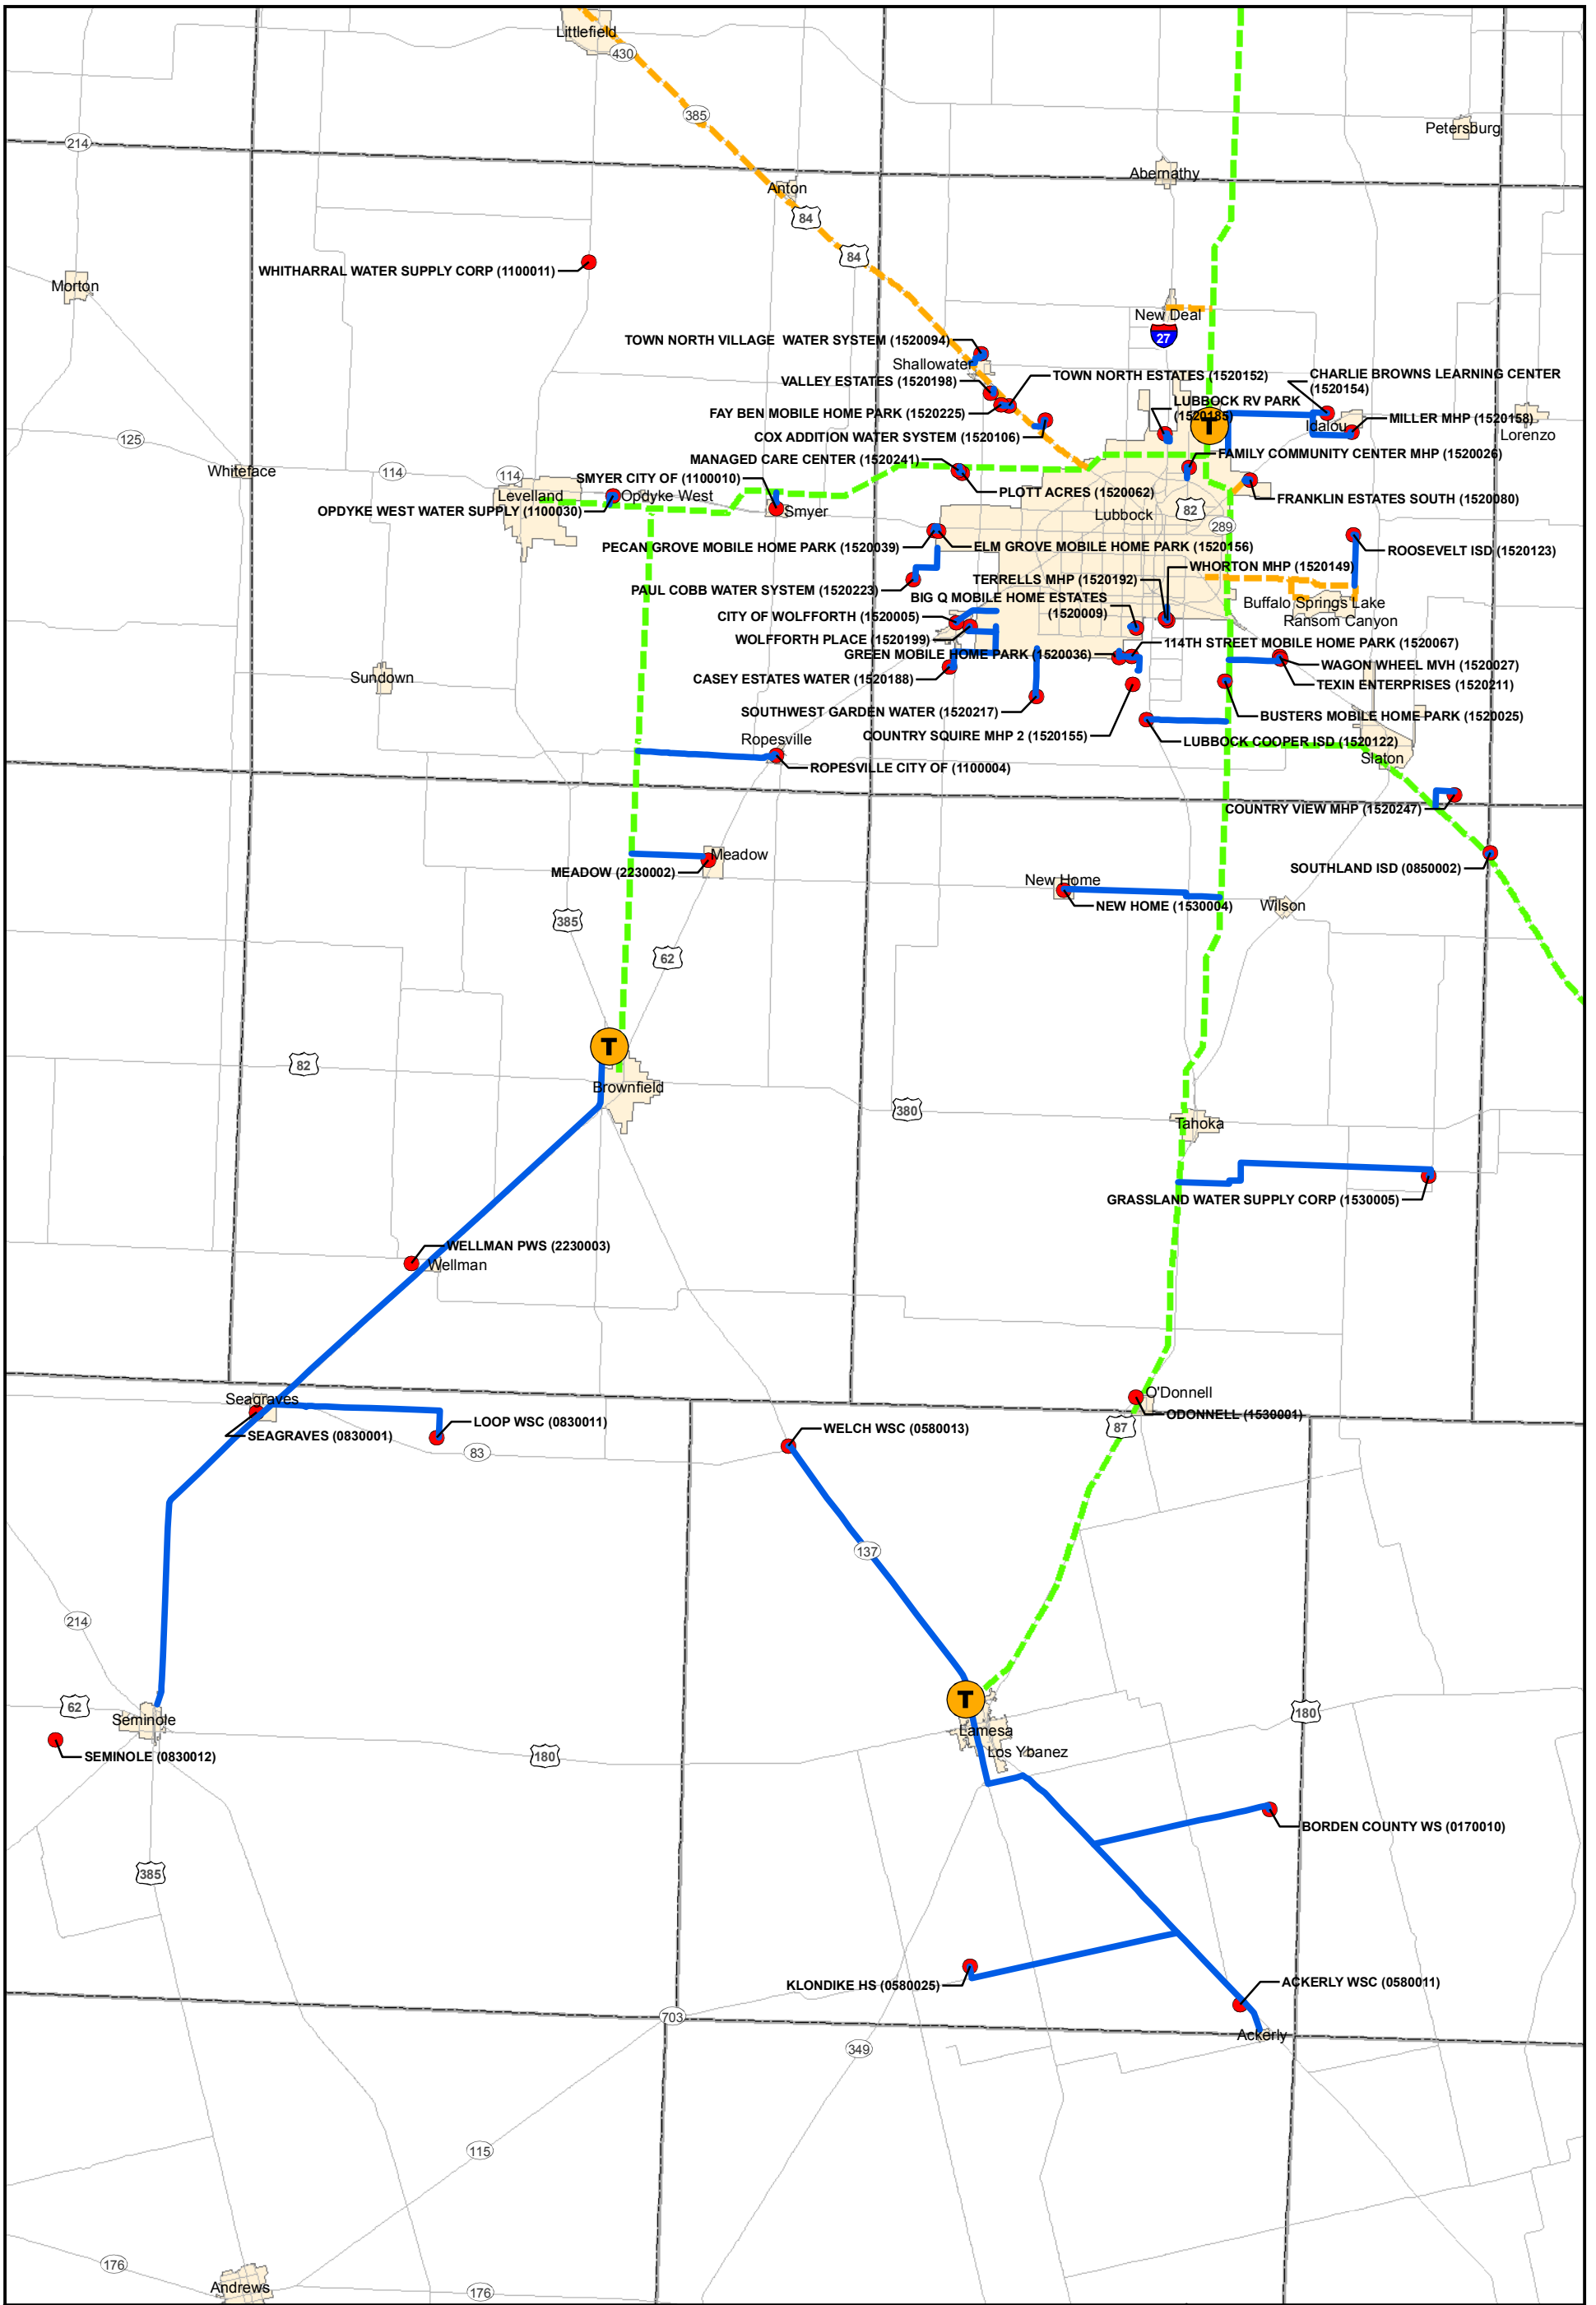 Littlefield
430
385
Petersburg
214
Abernathy
Anton
84
84
WHITHARRAL WATER SUPPLY CORP (1100011)
Morton
New Deal
27
TOWN NORTH VILLAGE  WATER SYSTEM (1520094)
Shallowater
VALLEY ESTATES (1520198)
TOWN NORTH ESTATES (1520152)
CHARLIE BROWNS LEARNING CENTER
(1520154)
FAY BEN MOBILE HOME PARK (1520225)
LUBBOCK RV PARK
(1520185)
T
Idalou
MILLER MHP (1520158)
Lorenzo
COX ADDITION WATER SYSTEM (1520106)
125
MANAGED CARE CENTER (1520241)
FAMILY COMMUNITY CENTER MHP (1520026)
Whiteface
114
114
SMYER CITY OF (1100010)
PLOTT ACRES (1520062)
FRANKLIN ESTATES SOUTH (1520080)
Levelland
Opdyke West
OPDYKE WEST WATER SUPPLY (1100030)
Smyer
Lubbock
82
289
PECAN GROVE MOBILE HOME PARK (1520039)
ELM GROVE MOBILE HOME PARK (1520156)
ROOSEVELT ISD (1520123)
WHORTON MHP (1520149)
TERRELLS MHP (1520192)
PAUL COBB WATER SYSTEM (1520223)
BIG Q MOBILE HOME ESTATES
(1520009)
Buffalo Springs Lake
Ransom Canyon
CITY OF WOLFFORTH (1520005)
WOLFFORTH PLACE (1520199)
114TH STREET MOBILE HOME PARK (1520067)
GREEN MOBILE HOME PARK (1520036)
WAGON WHEEL MVH (1520027)
Sundown
CASEY ESTATES WATER (1520188)
TEXIN ENTERPRISES (1520211)
SOUTHWEST GARDEN WATER (1520217)
BUSTERS MOBILE HOME PARK (1520025)
COUNTRY SQUIRE MHP 2 (1520155)
LUBBOCK COOPER ISD (1520122)
Ropesville
Slaton
ROPESVILLE CITY OF (1100004)
COUNTRY VIEW MHP (1520247)
Meadow
MEADOW (2230002)
SOUTHLAND ISD (0850002)
New Home
NEW HOME (1530004)
Wilson
385
62
T
82
Brownfield
380
Tahoka
GRASSLAND WATER SUPPLY CORP (1530005)
WELLMAN PWS (2230003)
Wellman
Seagraves
O'Donnell
ODONNELL (1530001)
LOOP WSC (0830011)
SEAGRAVES (0830001)
WELCH WSC (0580013)
87
83
137
214
62
T
180
Seminole
Lamesa
SEMINOLE (0830012)
180
Los Ybanez
BORDEN COUNTY WS (0170010)
385
KLONDIKE HS (0580025)
ACKERLY WSC (0580011)
703
Ackerly
349
115
176
Andrews
176